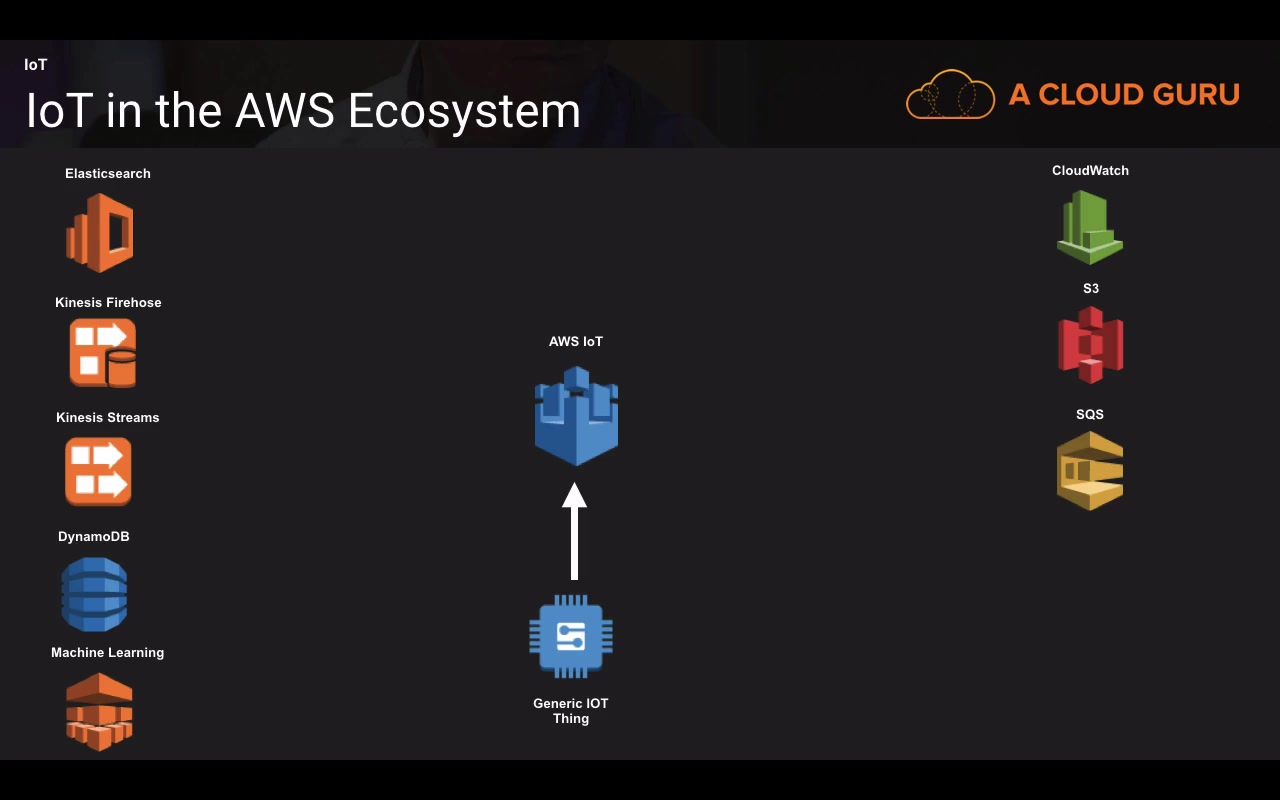 IoT
IoT in the AWS Ecosystem
A CLOUD GURU
Elasticsearch
Kinesis Firehose
Kinesis Streams
DynamoDB
Machine Learning
AWS IoT
Generic IOT
Thing
CloudWatch
S3
SQS